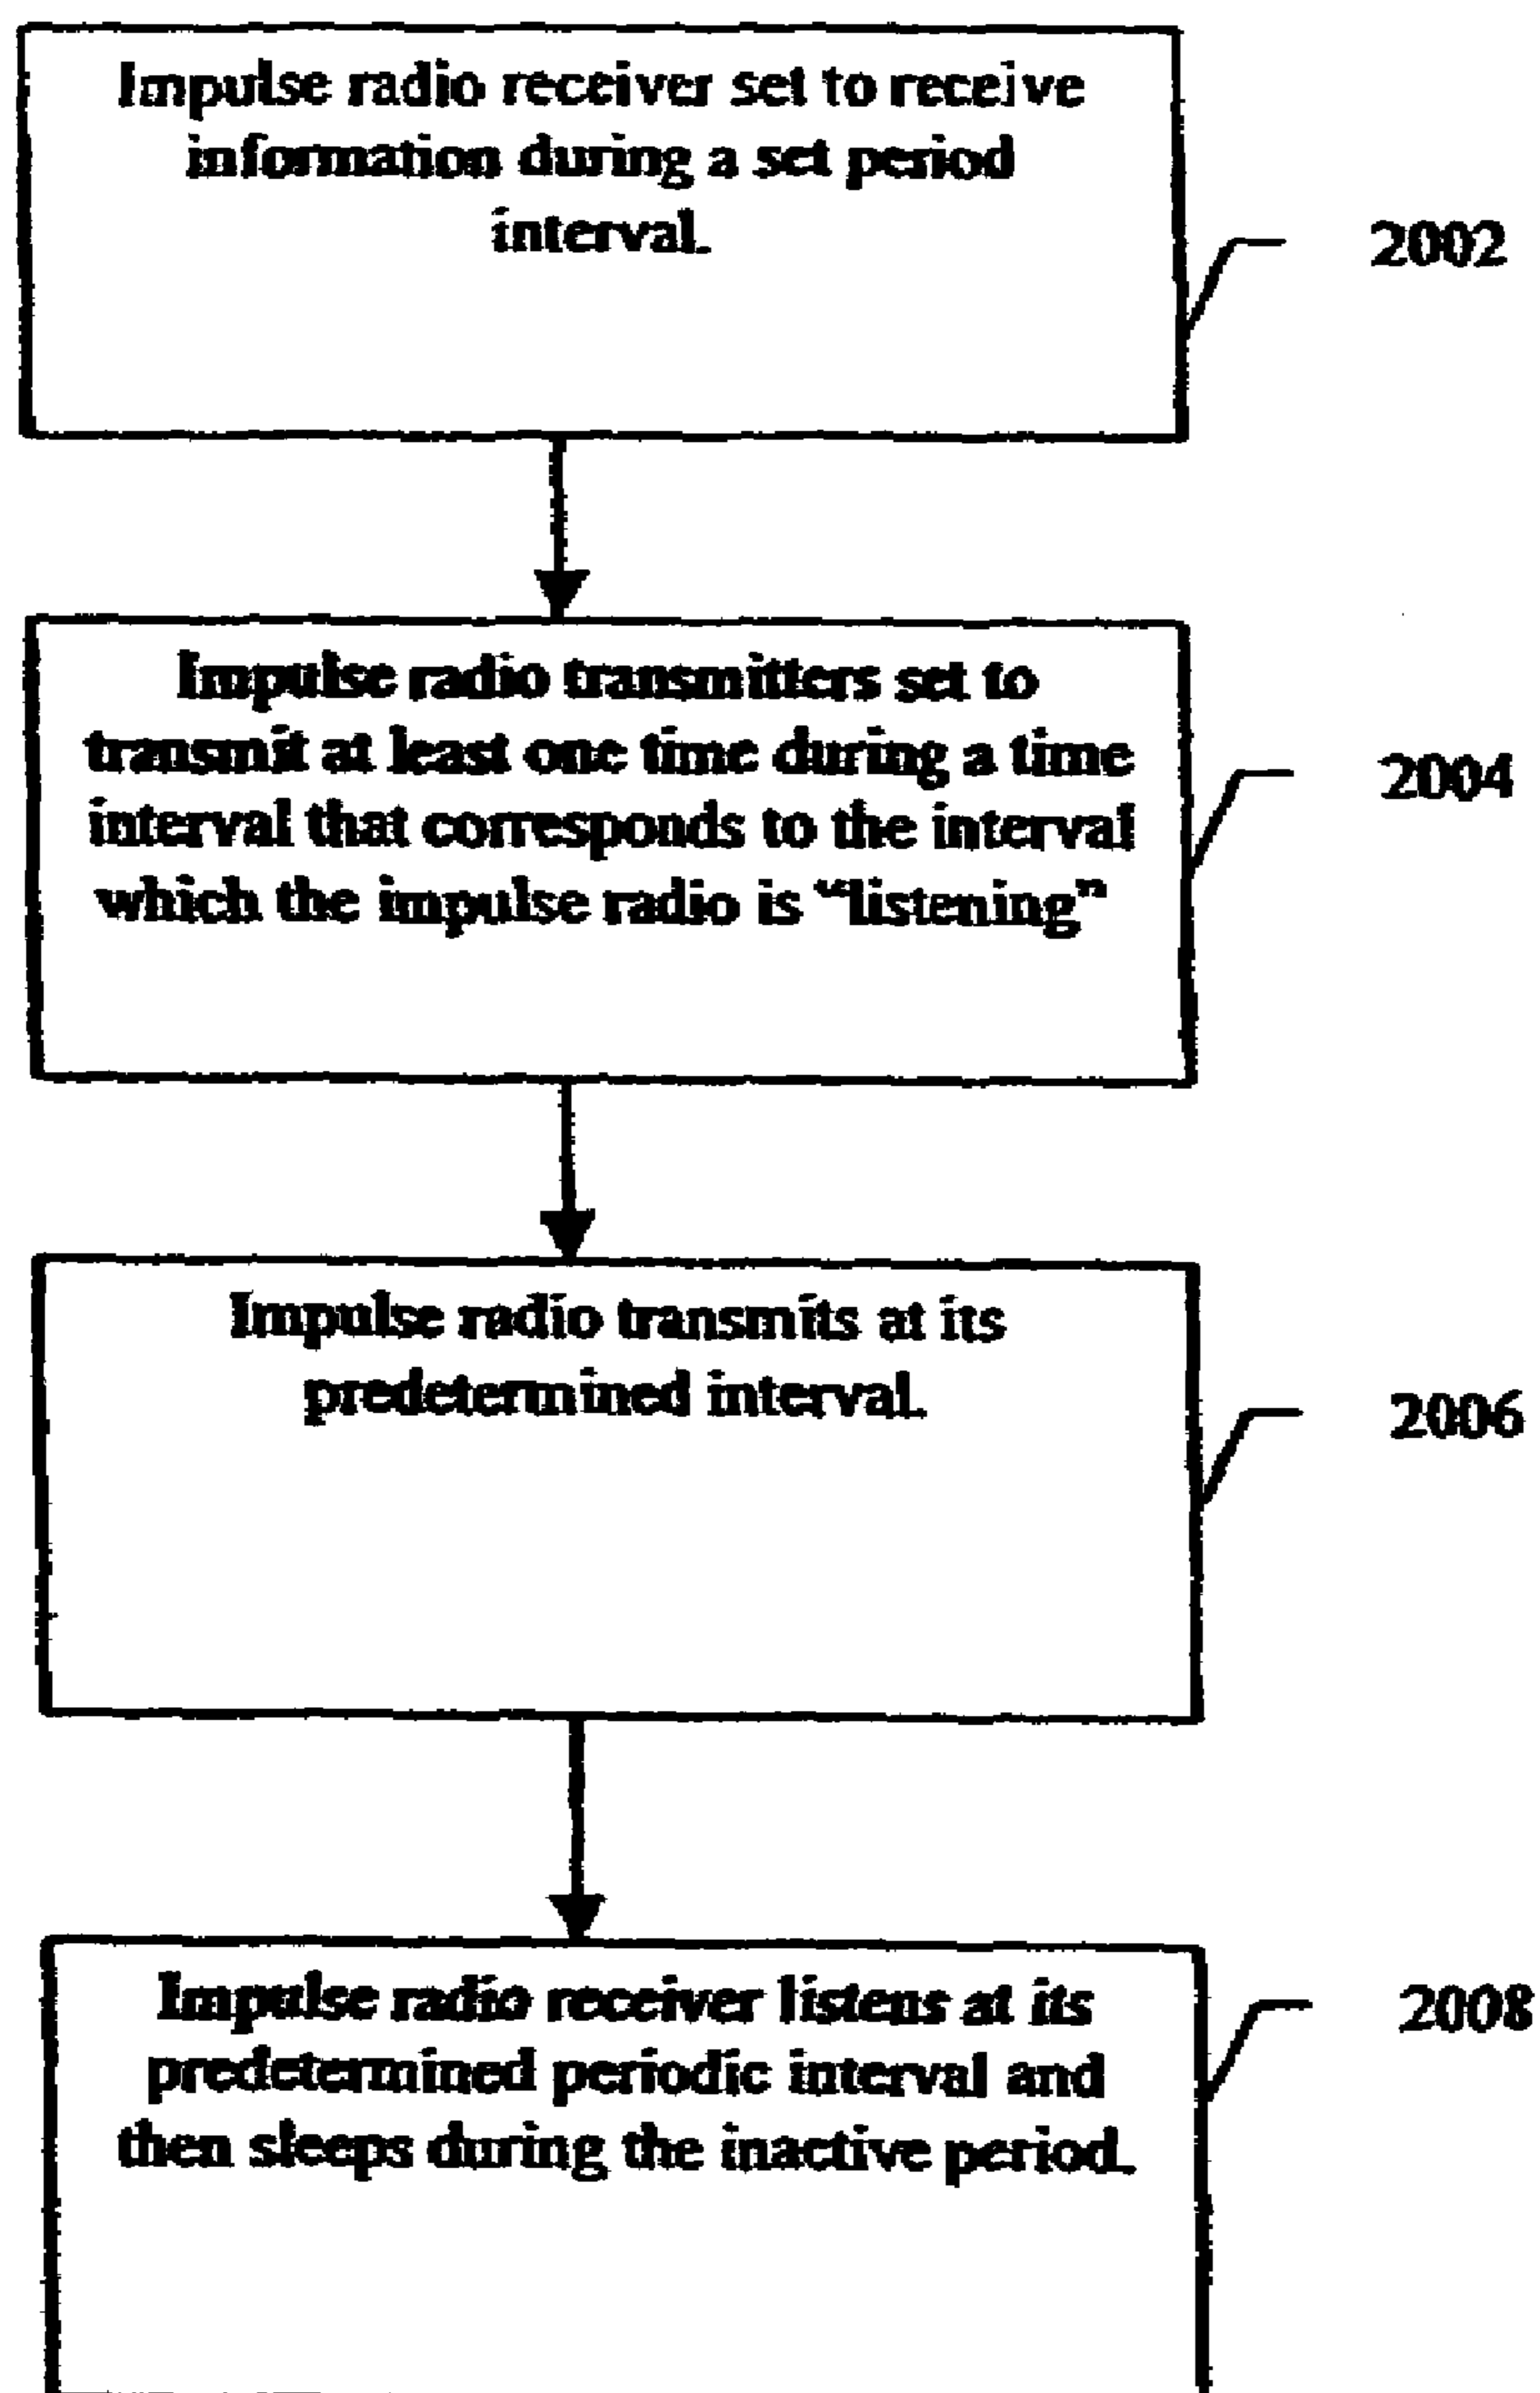 Impulse radio receiver set to receive
information during a set period
interval.
2002
Impulse radio transmitters set to
transmit at least one time during a time
interval that corresponds to the interval
which the impulse radio is “listening”
2004
Impulse radio transmits at its
predetermined interval.
2006
Impulse radio receiver listens at its
predetermined periodic interval and
then sleeps during the inactive period.
2008